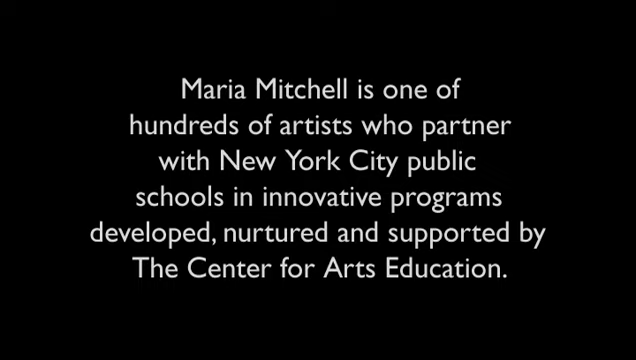 Maria Mitchell is one of
hundreds of artists who partner
with New York City public
schools in innovative programs
developed, nurtured and supported by
The Center for Arts Education.